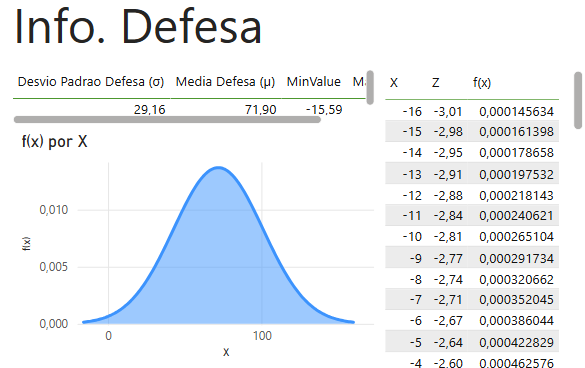 Info. Defesa
Desvio Padrao Defesa (σ) Media Defesa (μ) MinValue
29,16 71,90 -15,59
f(x) por X
0,010
0,005
0,000
f(x)
0 100
X
X Z f(x)
-16 -3,01 0,000145634
-15 -2,98 0,000161398
-14 -2,95 0,000178658
-13 -2,91 0,000197532
-12 -2,88 0,000218143
-11 -2,84 0,000240621
-10 -2,81 0,000265104
-9 -2,77 0,000291734
-8 -2,74 0,000320662
-7 -2,71 0,000352045
-6 -2,67 0,000386044
-5 -2,64 0,000422829
-4 -2,60 0,000462576